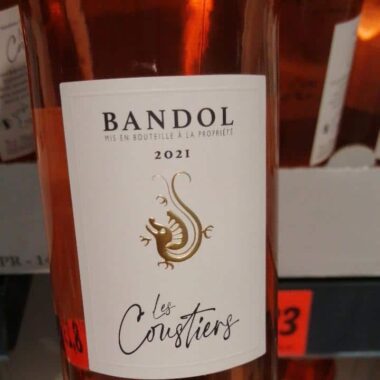 BANDOL
MIS EN BOUTEILLE À LA PROPRIÉTÉ
2021
Les
Coustiers